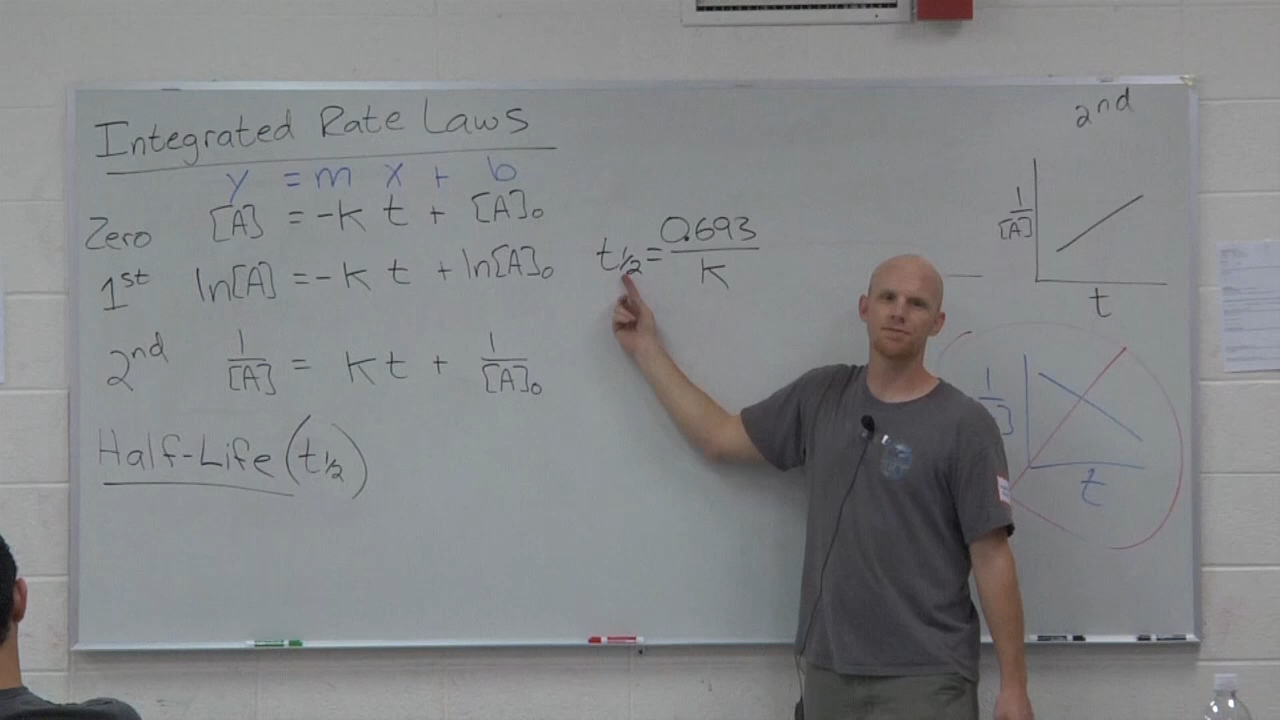 Integrated Rate Laws
y = m x + b
Zero [A] = -k t + [A]₀
1st ln[A] = -k t + ln[A]₀
2nd 1/[A] = k t + 1/[A]₀
Half-Life (t½)
t½ = 0.693/k
2nd
1/[A]
t
1
]
t